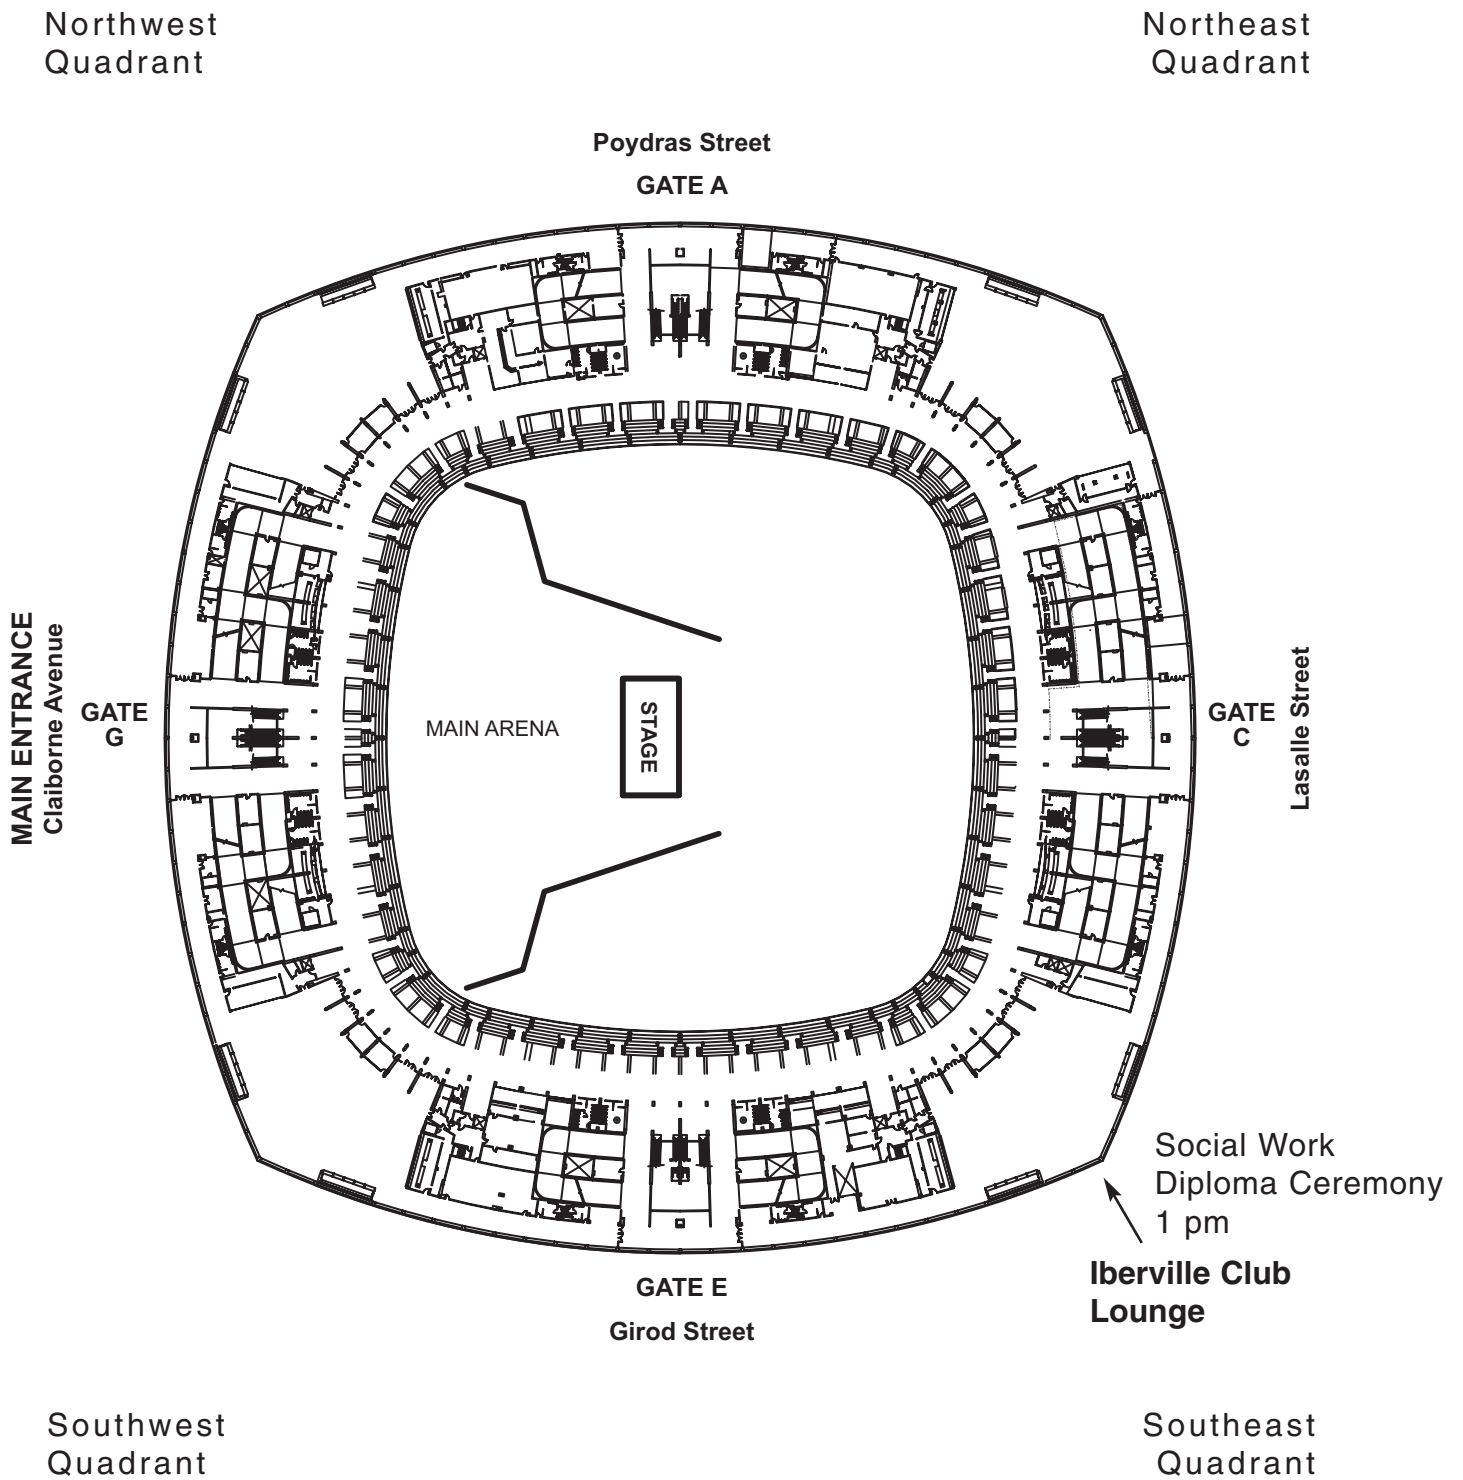 Northwest
Quadrant
Northeast
Quadrant
Poydras Street
GATE A
MAIN ENTRANCE
Claiborne Avenue
GATE
G
MAIN ARENA
STAGE
GATE
C
Lasalle Street
Social Work
Diploma Ceremony
1 pm
Iberville Club
Lounge
GATE E
Girod Street
Southwest
Quadrant
Southeast
Quadrant